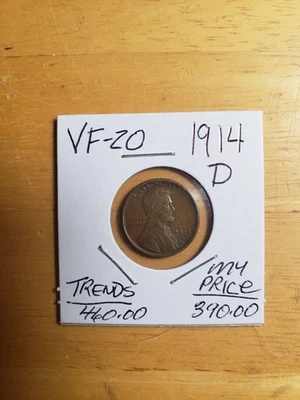 VF-20 1914
D
TRENDS
460.00
MY
PRICE
390.00